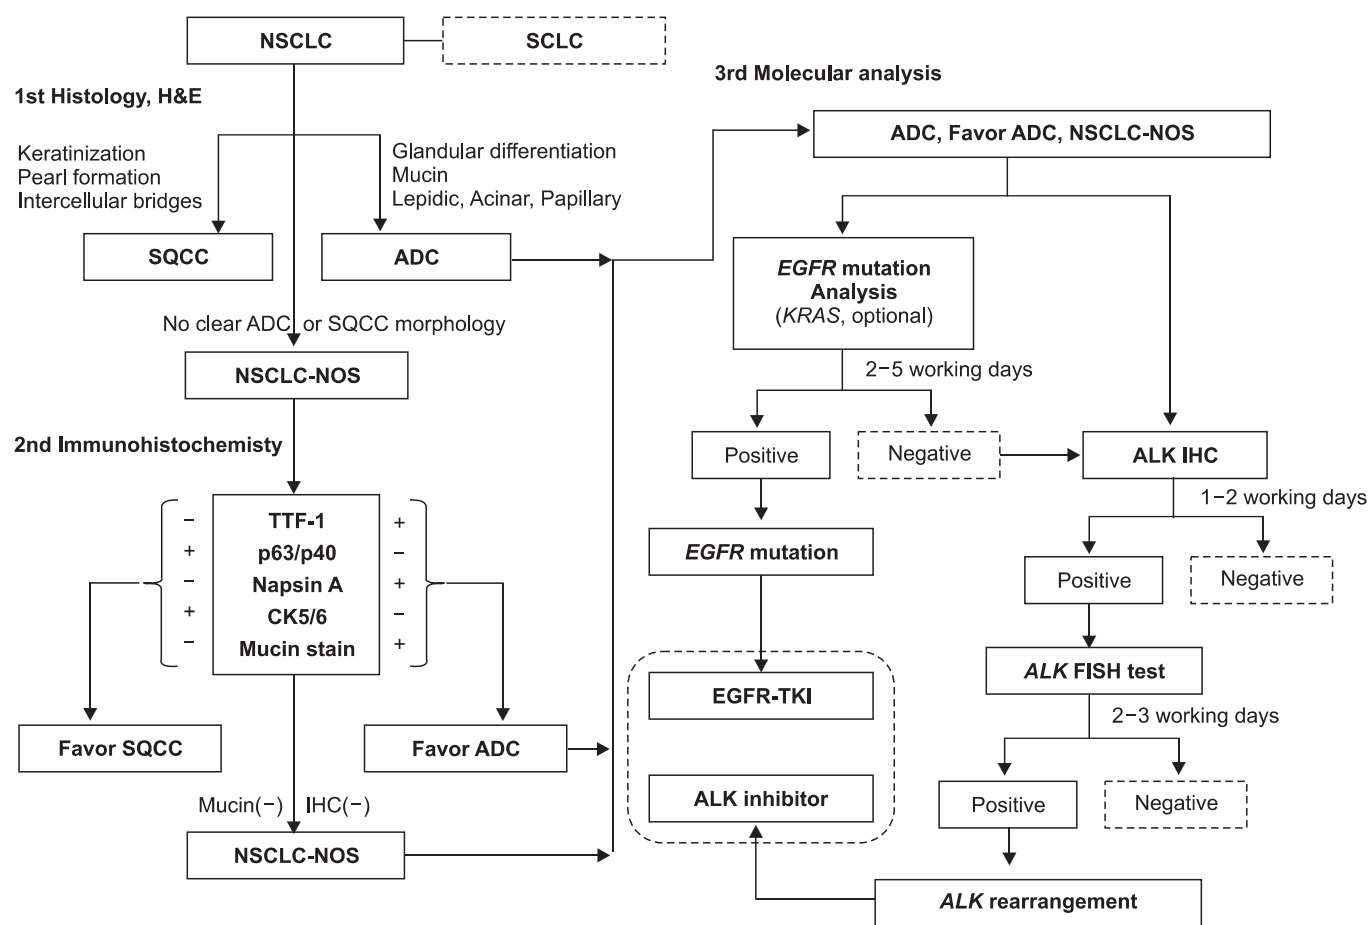 NSCLC
SCLC
1st Histology, H&E
Keratinization
Pearl formation
Intercellular bridges
Glandular differentiation
Mucin
Lepidic, Acinar, Papillary
SQCC
ADC
No clear ADC or SQCC morphology
NSCLC-NOS
2nd Immunohistochemisty
− TTF-1 +
+ p63/p40 −
− Napsin A +
+ CK5/6 −
− Mucin stain +
Favor SQCC
Favor ADC
Mucin(−) IHC(−)
NSCLC-NOS
3rd Molecular analysis
ADC, Favor ADC, NSCLC-NOS
EGFR mutation
Analysis
(KRAS, optional)
2−5 working days
Positive
Negative
ALK IHC
1−2 working days
EGFR mutation
Positive
Negative
ALK FISH test
2−3 working days
EGFR-TKI
ALK inhibitor
Positive
Negative
ALK rearrangement